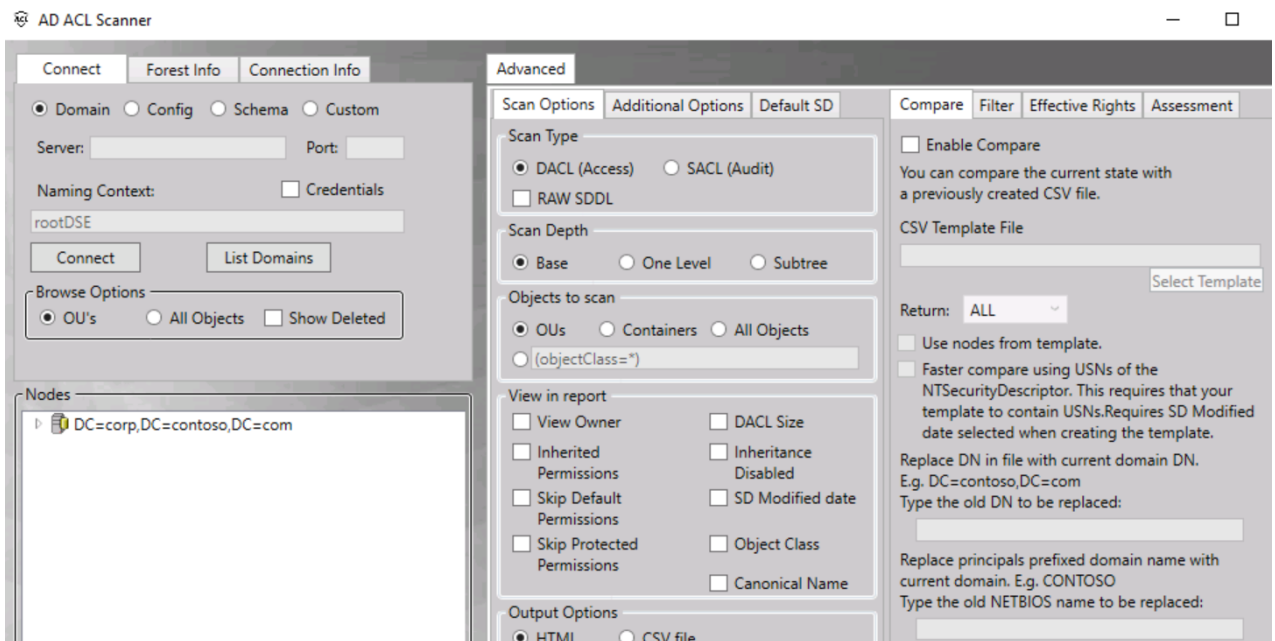 AD ACL Scanner
Connect Forest Info Connection Info
Domain Config Schema Custom
Server: Port:
Naming Context: Credentials
rootDSE
Connect List Domains
Browse Options
OU's All Objects Show Deleted
Nodes
DC=corp,DC=contoso,DC=com
Advanced
Scan Options Additional Options Default SD
Scan Type
DACL (Access) SACL (Audit)
RAW SDDL
Scan Depth
Base One Level Subtree
Objects to scan
OUs Containers All Objects
(objectClass=*)
View in report
View Owner DACL Size
Inherited Inheritance
Permissions Disabled
Skip Default SD Modified date
Permissions
Skip Protected Object Class
Permissions
Canonical Name
Output Options
HTML CSV file
Compare Filter Effective Rights Assessment
Enable Compare
You can compare the current state with
a previously created CSV file.
CSV Template File
Select Template
Return: ALL
Use nodes from template.
Faster compare using USNs of the
NTSecurityDescriptor. This requires that your
template to contain USNs.Requires SD Modified
date selected when creating the template.
Replace DN in file with current domain DN.
E.g. DC=contoso,DC=com
Type the old DN to be replaced:
Replace principals prefixed domain name with
current domain. E.g. CONTOSO
Type the old NETBIOS name to be replaced: